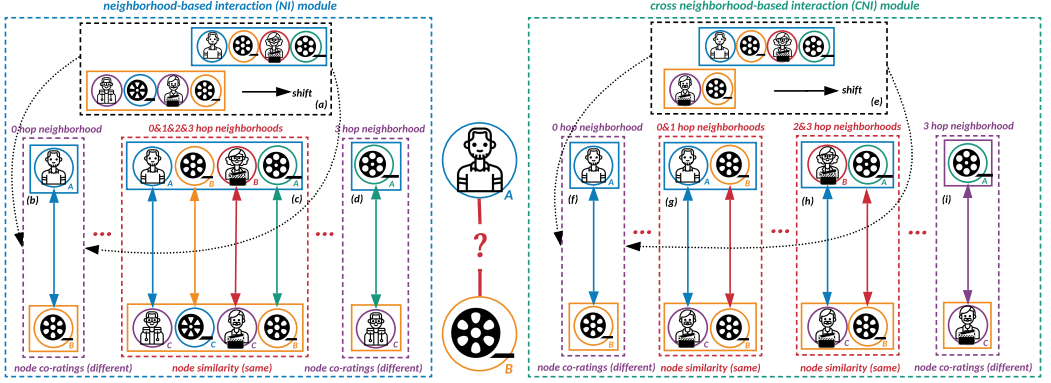 neighborhood-based interaction (NI) module
shift
(a)
0 hop neighborhood
0&1&2&3 hop neighborhoods
3 hop neighborhood
A
A
B
B
A
A
(b)
(c)
(d)
...
...
B
C
C
C
B
C
node co-ratings (different)
node similarity (same)
node co-ratings (different)
A
?
B
cross neighborhood-based interaction (CNI) module
shift
(e)
0 hop neighborhood
0&1 hop neighborhoods
2&3 hop neighborhoods
3 hop neighborhood
A
A
B
B
A
A
(f)
(g)
(h)
(i)
...
...
...
B
C
B
C
B
C
node co-ratings (different)
node similarity (same)
node similarity (same)
node co-ratings (different)